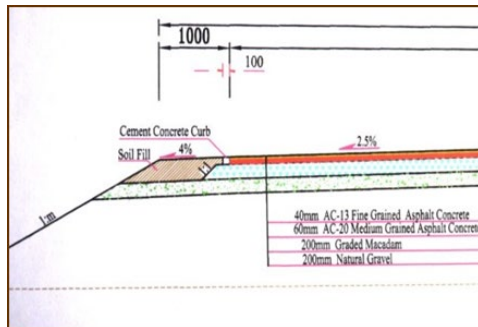 1000
100
Cement Concrete Curb
4%
2.5%
Soil Fill
1:1
1:m
40mm AC-13 Fine Grained Asphalt Concrete
60mm AC-20 Medium Grained Asphalt Concrete
200mm Graded Macadam
200mm Natural Gravel